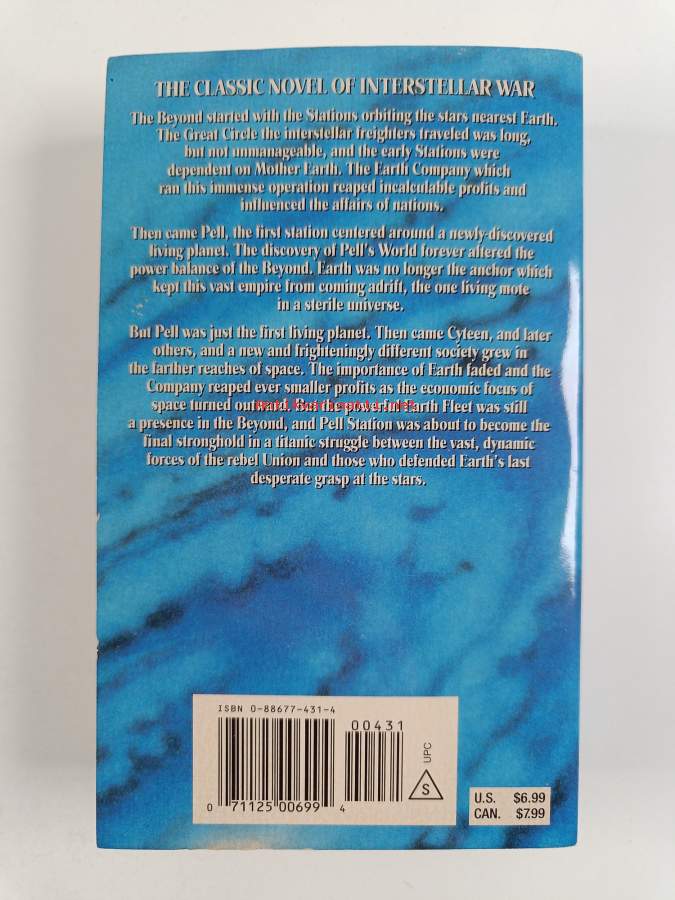 THE CLASSIC NOVEL OF INTERSTELLAR WAR
The Beyond started with the Stations orbiting the stars nearest Earth.
The Great Circle the interstellar freighters traveled was long,
but not unmanageable, and the early Stations were
dependent on Mother Earth. The Earth Company which
ran this immense operation reaped incalculable profits and
influenced the affairs of nations.
Then came Pell, the first station centered around a newly-discovered
living planet. The discovery of Pell's World forever altered the
power balance of the Beyond. Earth was no longer the anchor which
kept this vast empire from coming adrift, the one living mote
in a sterile universe.
But Pell was just the first living planet. Then came Cyteen, and later
others, and a new and frighteningly different society grew in
the farther reaches of space. The importance of Earth faded and the
Company reaped ever smaller profits as the economic focus of
space turned powerful Earth Fleet was still
a presence in the Beyond, and Pell Station was about to become the
final stronghold in a titanic struggle between the vast, dynamic
forces of the rebel Union and those who defended Earth's last
desperate grasp at the stars.
ISBN 0-88677-431-4
00431
0 71125 00699 4
UPC
S
U.S. $6.99
CAN. $7.99